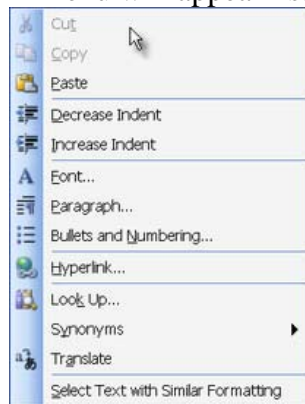 Cut
Copy
Paste
Decrease Indent
Increase Indent
Font...
Paragraph...
Bullets and Numbering...
Hyperlink...
Look Up...
Synonyms
Translate
Select Text with Similar Formatting